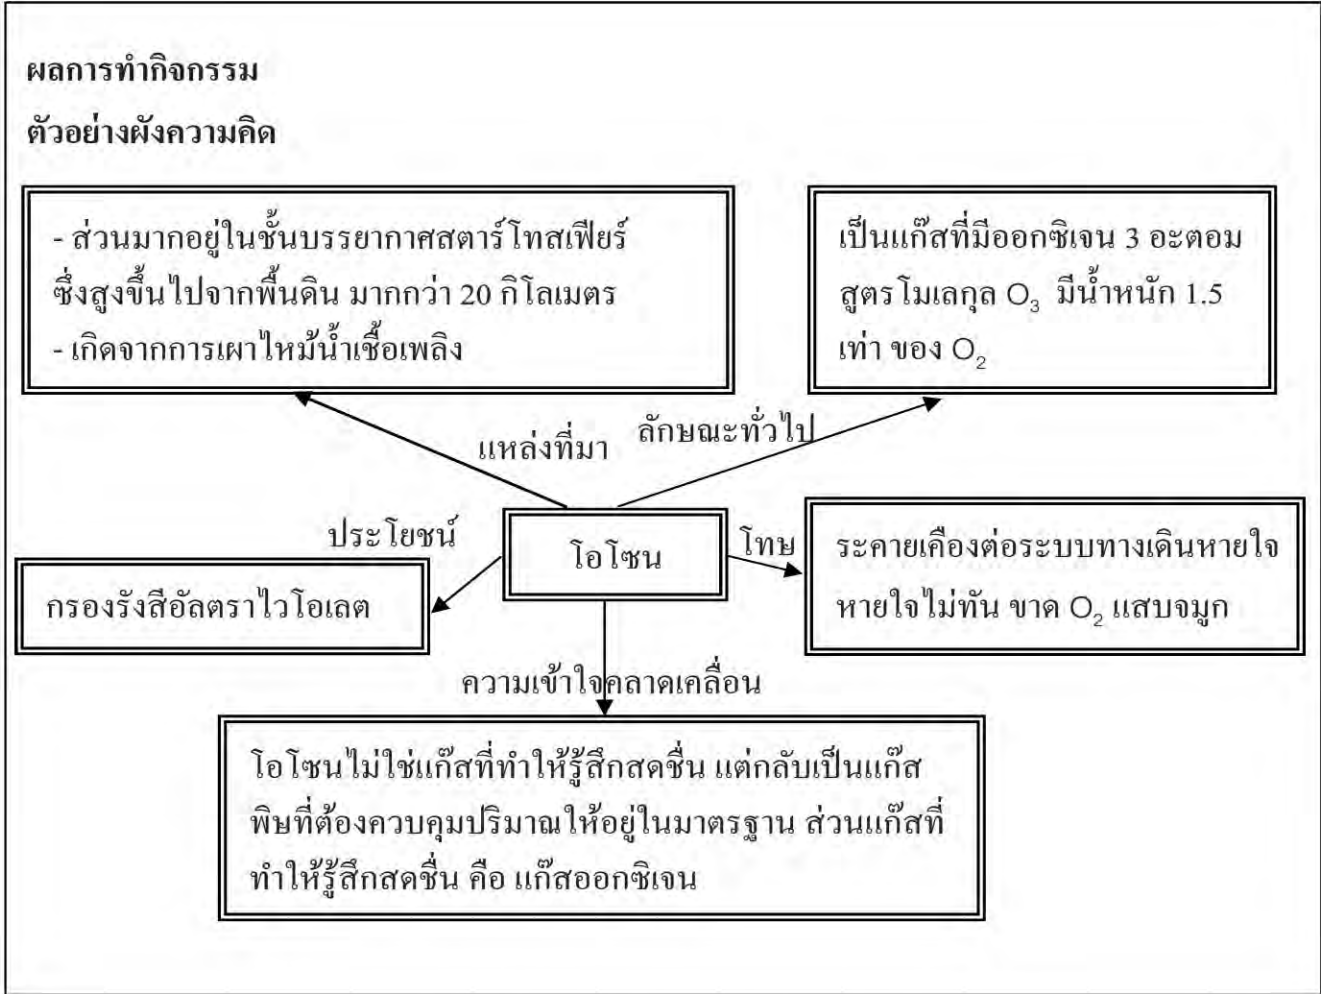 ผลการทำกิจกรรม
ตัวอย่างผังความคิด
- ส่วนมากอยู่ในชั้นบรรยากาศสตาร์โทสเฟียร์
ซึ่งสูงขึ้นไปจากพื้นดิน มากกว่า 20 กิโลเมตร
- เกิดจากการเผาไหม้น้ำเชื้อเพลิง
เป็นแก๊สที่มีออกซิเจน 3 อะตอม
สูตรโมเลกุล O₃ มีน้ำหนัก 1.5
เท่า ของ O₂
แหล่งที่มา
ลักษณะทั่วไป
ประโยชน์
โอโซน
โทษ
กรองรังสีอัลตราไวโอเลต
ระคายเคืองต่อระบบทางเดินหายใจ
หายใจไม่ทัน ขาด O₂ แสบจมูก
ความเข้าใจคลาดเคลื่อน
โอโซนไม่ใช่แก๊สที่ทำให้รู้สึกสดชื่น แต่กลับเป็นแก๊ส
พิษที่ต้องควบคุมปริมาณให้อยู่ในมาตรฐาน ส่วนแก๊สที่
ทำให้รู้สึกสดชื่น คือ แก๊สออกซิเจน